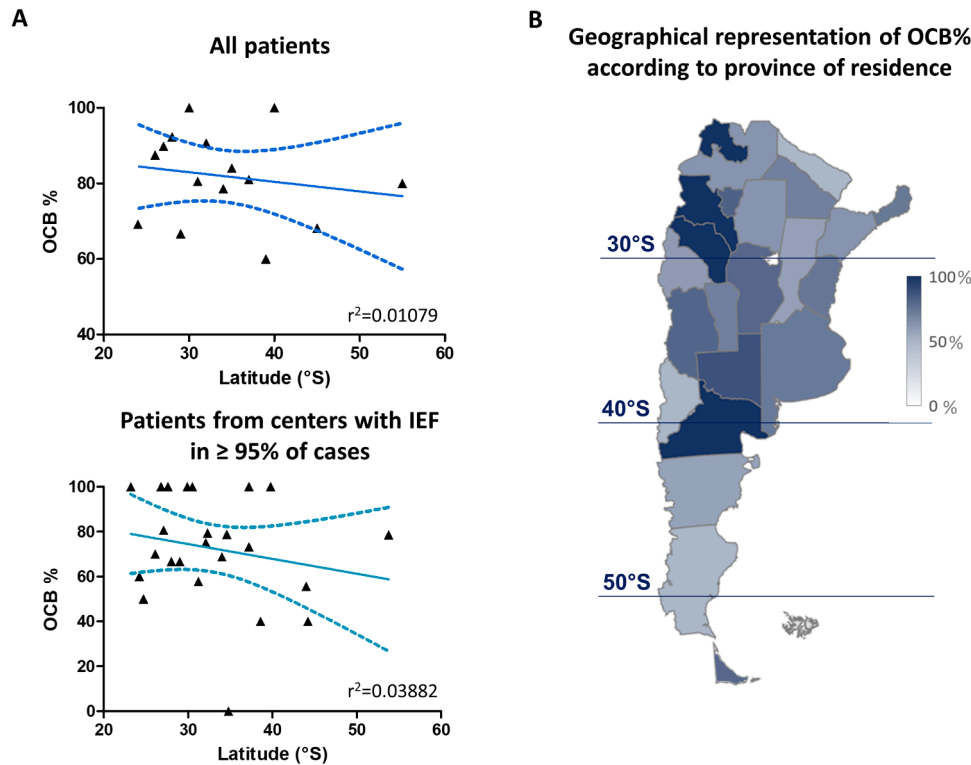 A
All patients
100
80
60
40
OCB %
r²=0.01079
20
30
40
50
60
Latitude (°S)
Patients from centers with IEF
in ≥ 95% of cases
100
80
60
40
20
0
OCB %
r²=0.03882
20
30
40
50
60
Latitude (°S)
B
Geographical representation of OCB%
according to province of residence
30°S
40°S
50°S
100%
50%
0%